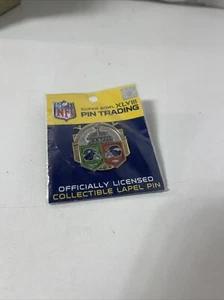 NFL
SUPER BOWL XLVIII
PIN TRADING
OFFICIALLY LICENSED
COLLECTIBLE LAPEL PIN